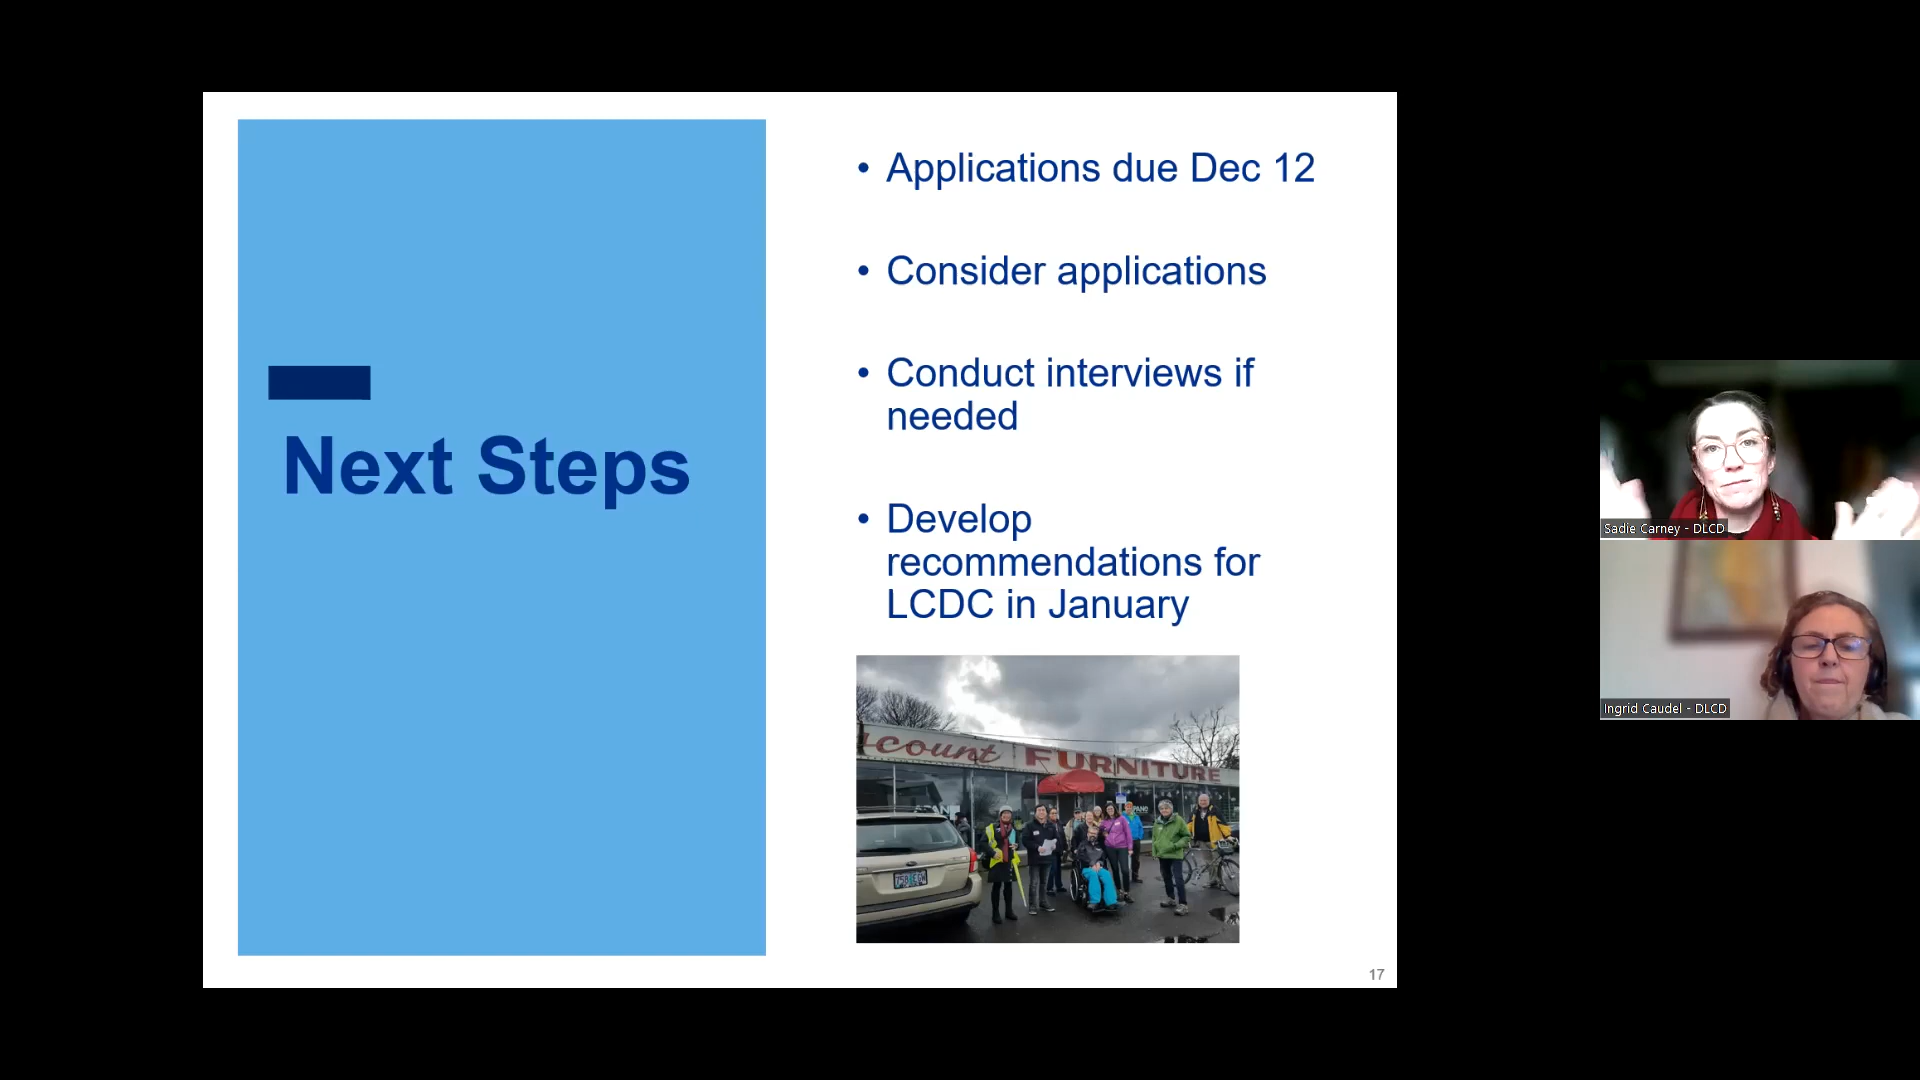 Next Steps
• Applications due Dec 12
• Consider applications
• Conduct interviews if
needed
• Develop
recommendations for
LCDC in January
count FURNITURE
17
Sadie Carney - DLCD
Ingrid Caudel - DLCD